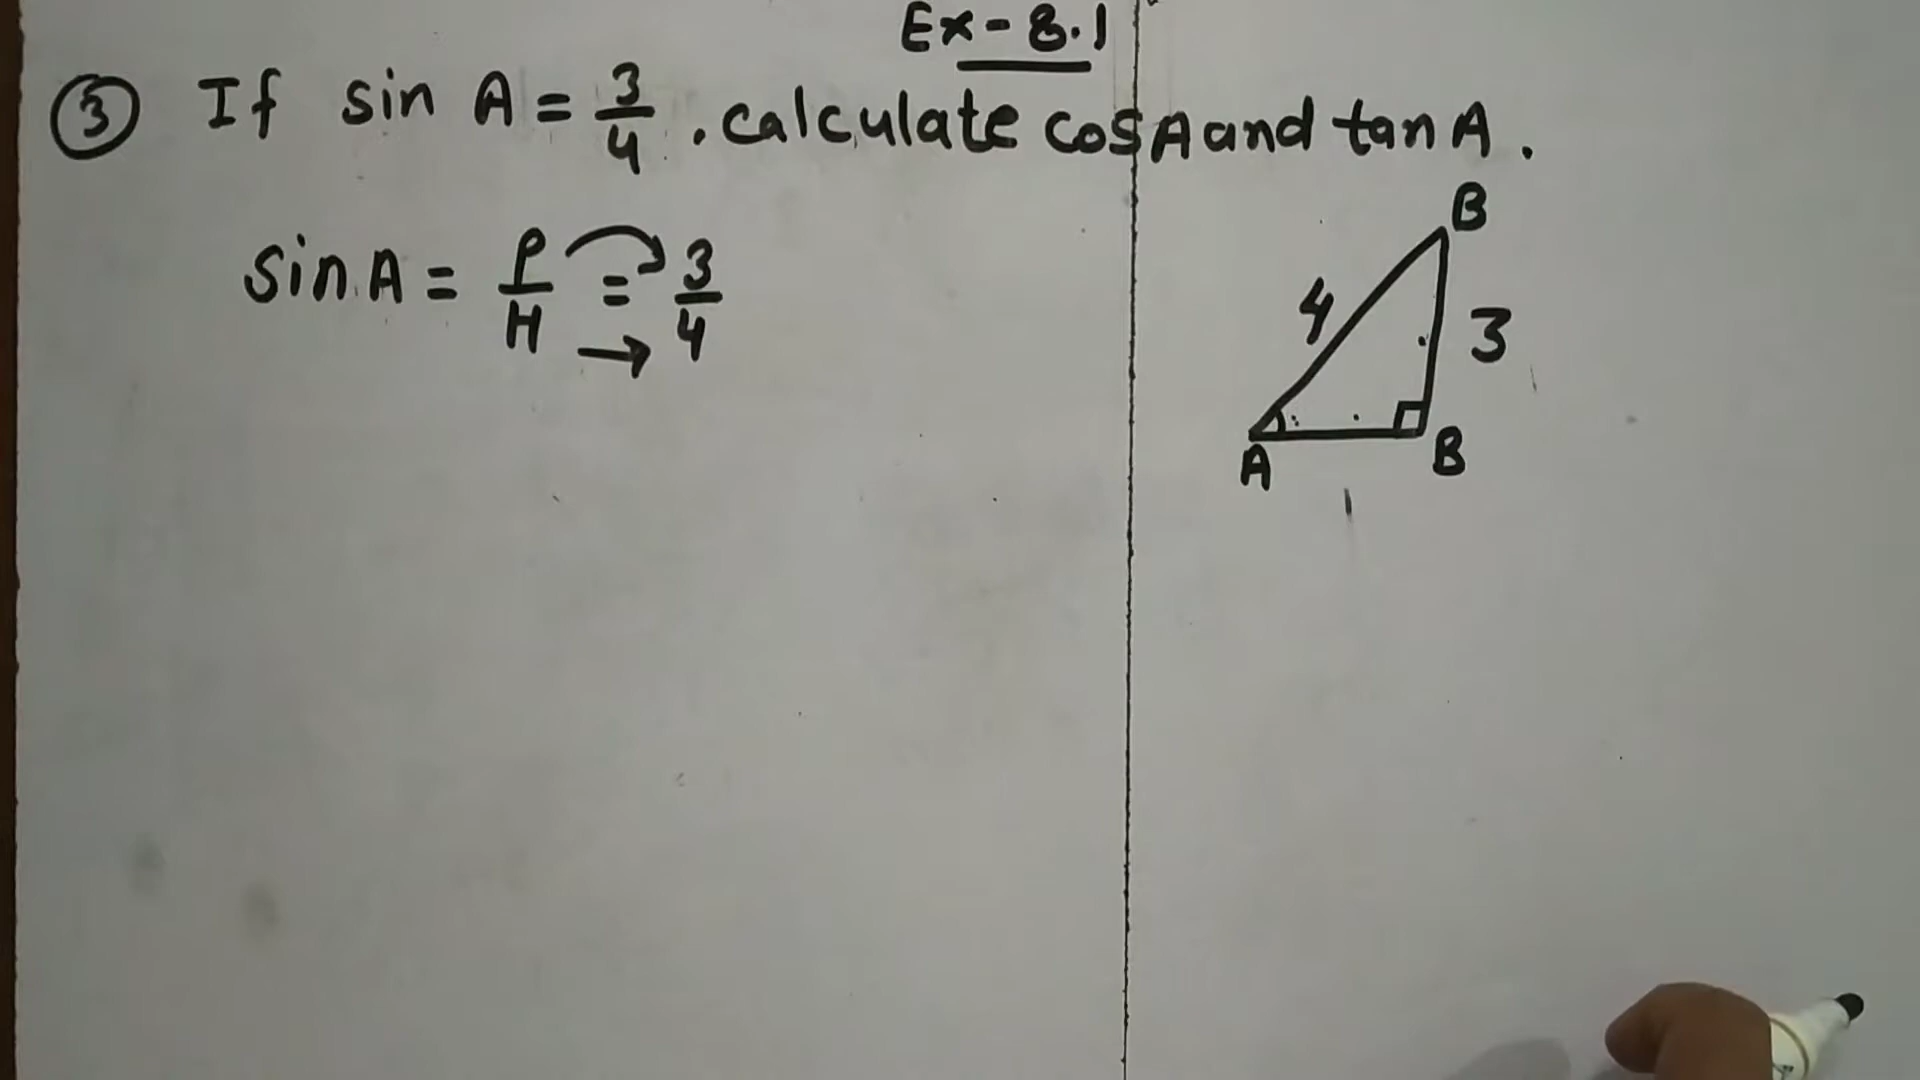 Ex - 8.1
③ If sin A = 3/4 . calculate cos A and tan A .
sin A = P/H = 3/4
B
4
3
A
B